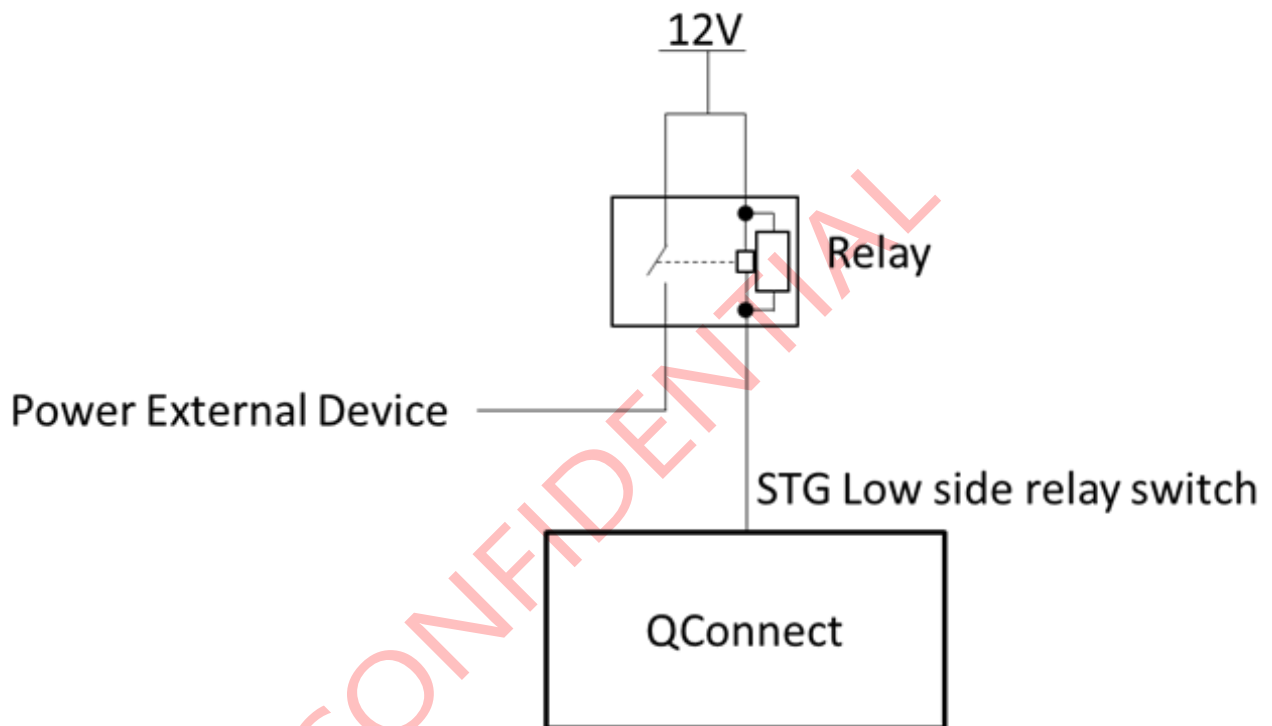 12V
Relay
Power External Device
STG Low side relay switch
QConnect
CONFIDENTIAL